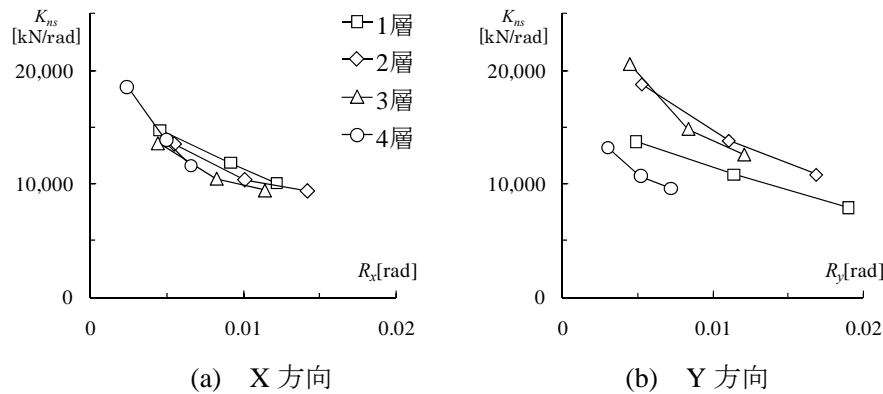 K_ns
[kN/rad]
20,000
10,000
0
0
0.01
0.02
R_x[rad]
1層
2層
3層
4層
(a) X 方向
K_ns
[kN/rad]
20,000
10,000
0
0
0.01
0.02
R_y[rad]
(b) Y 方向